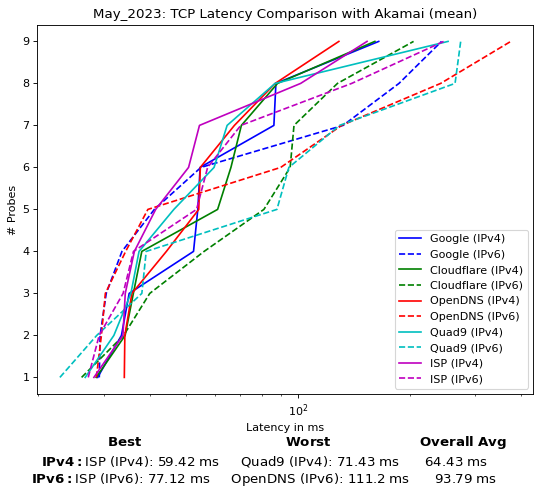 May_2023: TCP Latency Comparison with Akamai (mean)
# Probes
9
8
7
6
5
4
3
2
1
Google (IPv4)
Google (IPv6)
Cloudflare (IPv4)
Cloudflare (IPv6)
OpenDNS (IPv4)
OpenDNS (IPv6)
Quad9 (IPv4)
Quad9 (IPv6)
ISP (IPv4)
ISP (IPv6)
10²
Latency in ms
Best Worst Overall Avg
IPv4: ISP (IPv4): 59.42 ms Quad9 (IPv4): 71.43 ms 64.43 ms
IPv6: ISP (IPv6): 77.12 ms OpenDNS (IPv6): 111.2 ms 93.79 ms